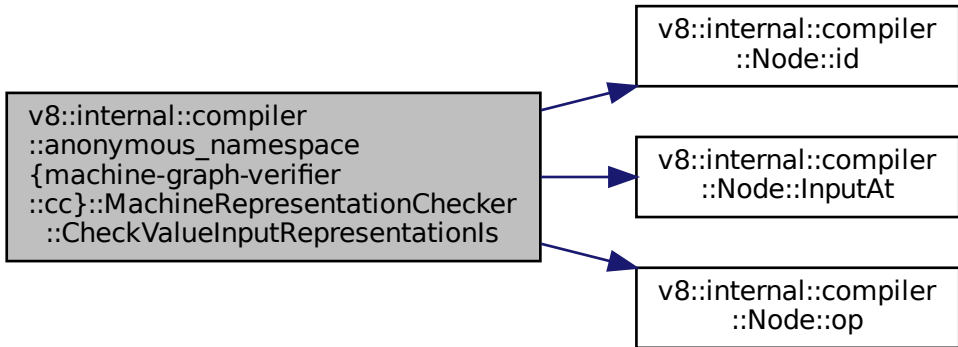 v8::internal::compiler
::anonymous_namespace
{machine-graph-verifier
::cc}::MachineRepresentationChecker
::CheckValueInputRepresentationIs
v8::internal::compiler
::Node::id
v8::internal::compiler
::Node::InputAt
v8::internal::compiler
::Node::op